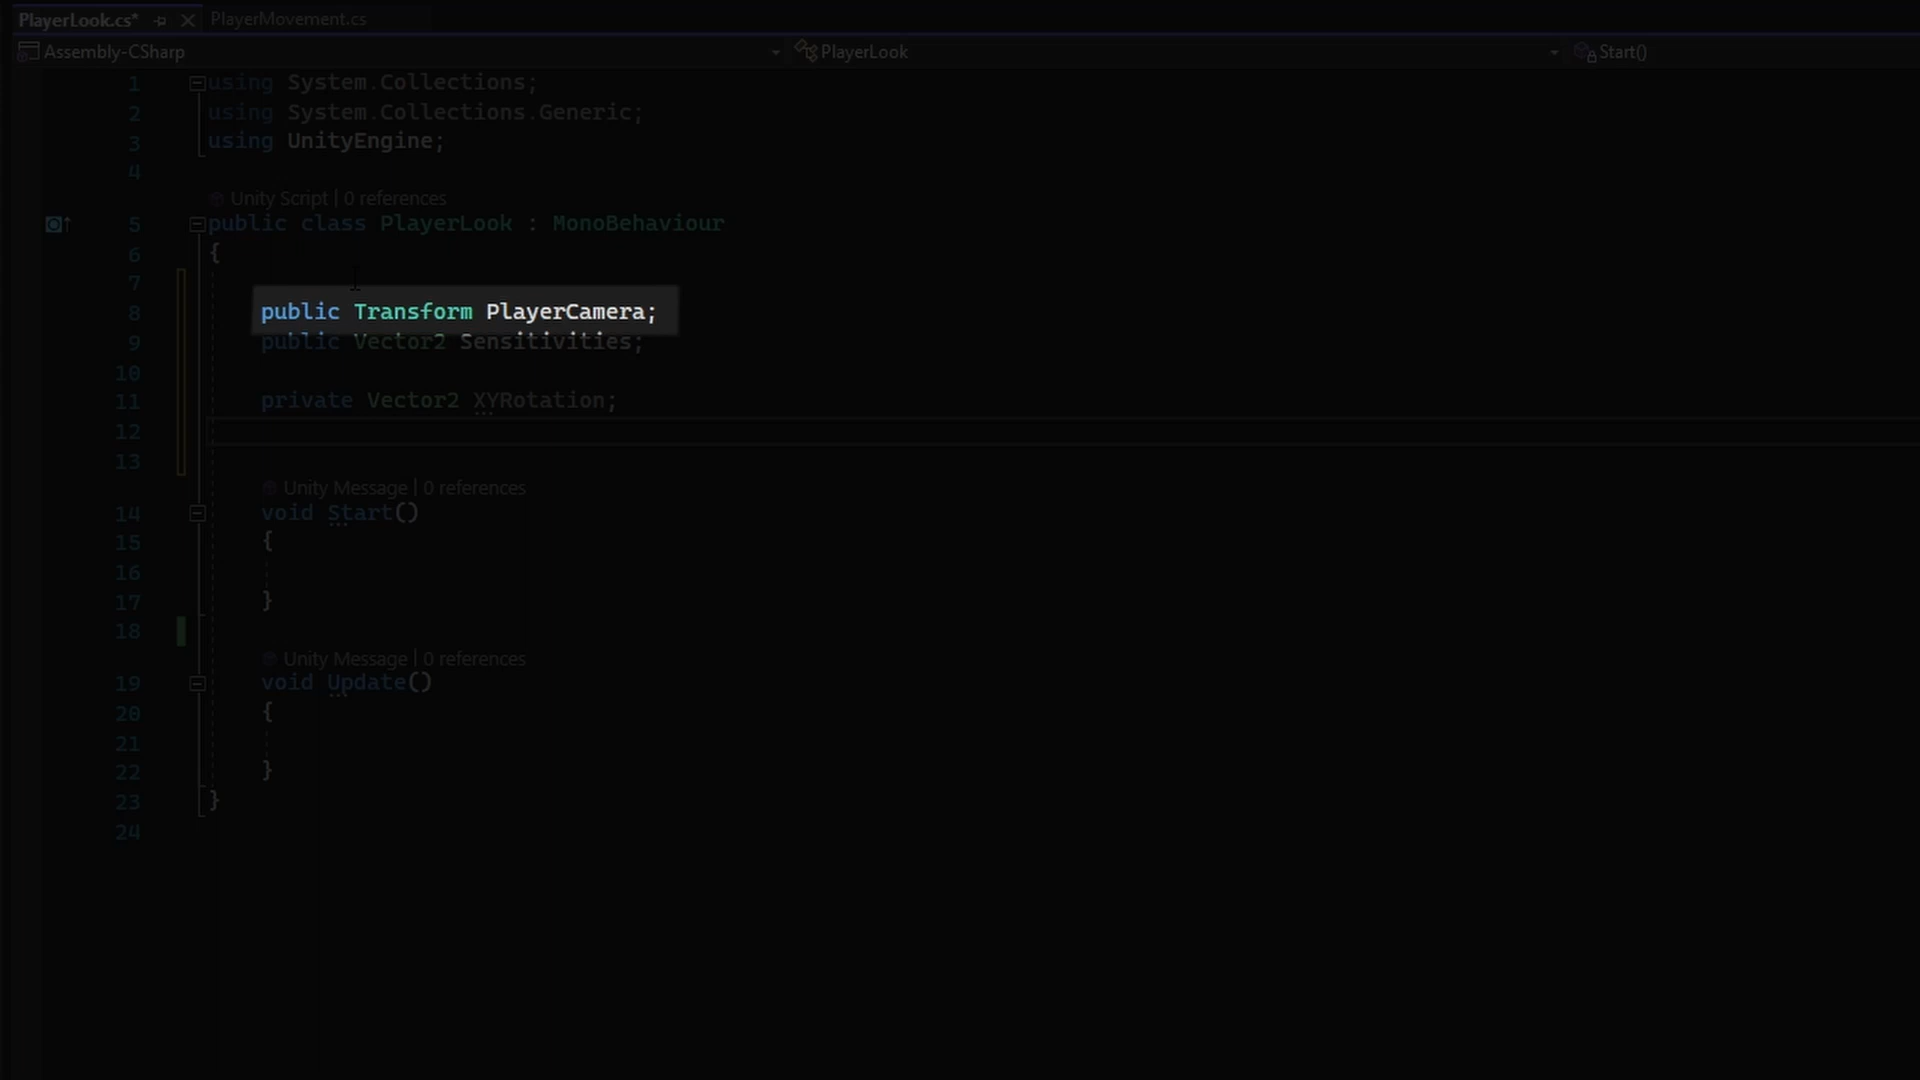 PlayerLook.cs* PlayerMovement.cs
Assembly-CSharp PlayerLook Start()
1 using System.Collections;
2 using System.Collections.Generic;
3 using UnityEngine;
4
Unity Script | 0 references
5 public class PlayerLook : MonoBehaviour
6 {
7
8 public Transform PlayerCamera;
9 public Vector2 Sensitivities;
10
11 private Vector2 XYRotation;
12
13
Unity Message | 0 references
14 void Start()
15 {
16
17 }
18
Unity Message | 0 references
19 void Update()
20 {
21
22 }
23 }
24